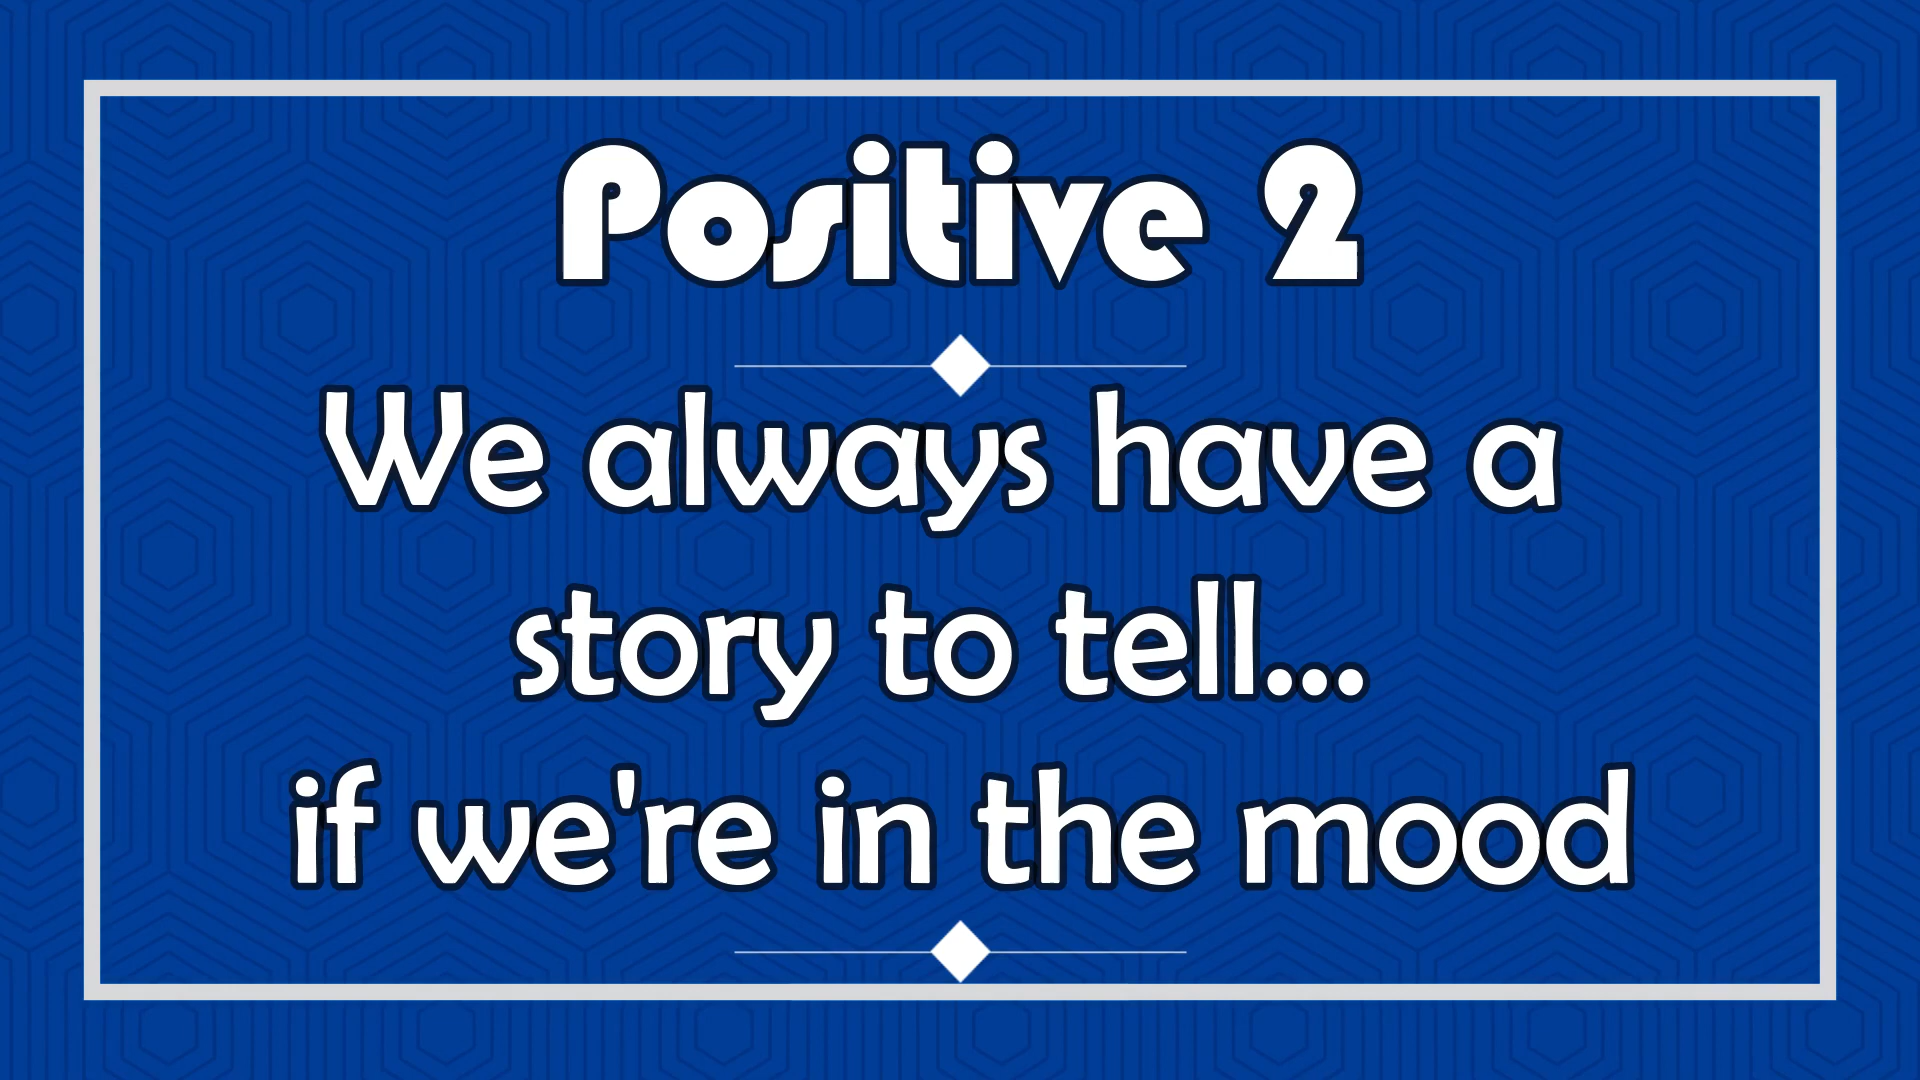 Positive 2
We always have a
story to tell...
if we're in the mood